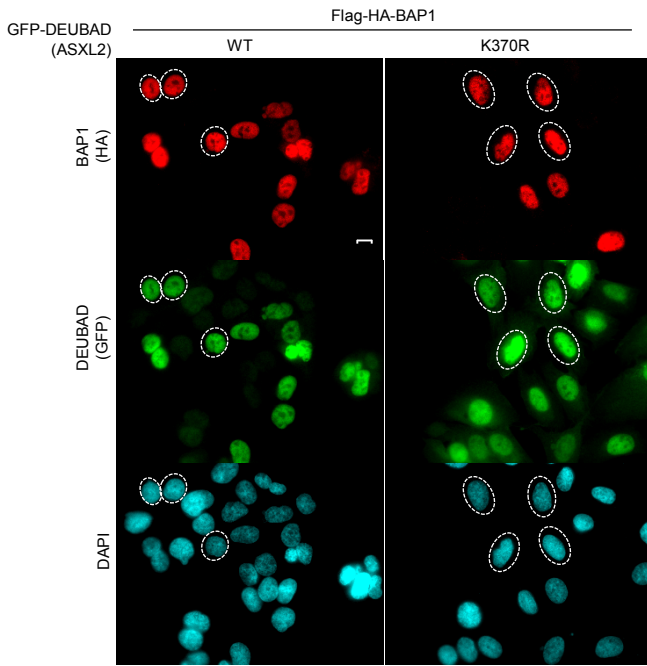 Flag-HA-BAP1
GFP-DEUBAD
(ASXL2)
WT
K370R
BAP1
(HA)
DEUBAD
(GFP)
DAPI